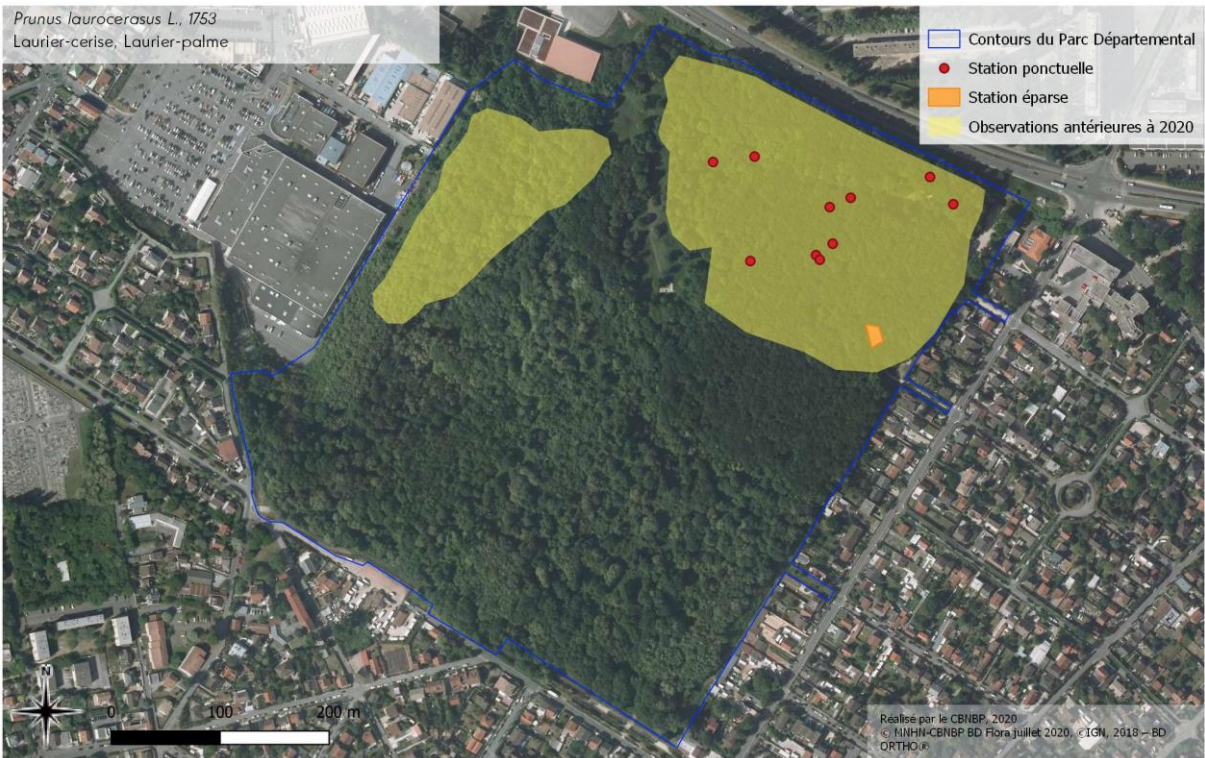 Prunus laurocerasus L., 1753
Laurier-cerise, Laurier-palme
Contours du Parc Départemental
Station ponctuelle
Station éparse
Observations antérieures à 2020
N
0 100 200 m
Réalisé par le CBNBP, 2020
© MNHN-CBNBP BD Flora juillet 2020, ©IGN, 2018 – BD
ORTHO®